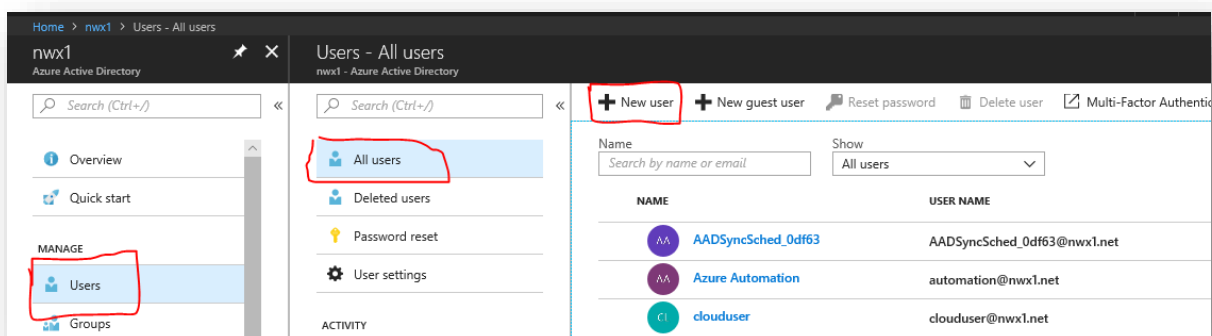 Home > nwx1 > Users - All users
nwx1
Azure Active Directory
Search (Ctrl+/)
Overview
Quick start
MANAGE
Users
Groups
Users - All users
nwx1 - Azure Active Directory
Search (Ctrl+/)
All users
Deleted users
Password reset
User settings
ACTIVITY
New user New guest user Reset password Delete user Multi-Factor Authentic
Name Show
Search by name or email All users
NAME USER NAME
AA AADSyncSched_0df63 AADSyncSched_0df63@nwx1.net
AA Azure Automation automation@nwx1.net
CL clouduser clouduser@nwx1.net